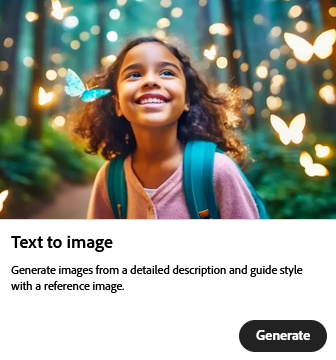 Text to image
Generate images from a detailed description and guide style
with a reference image.
Generate